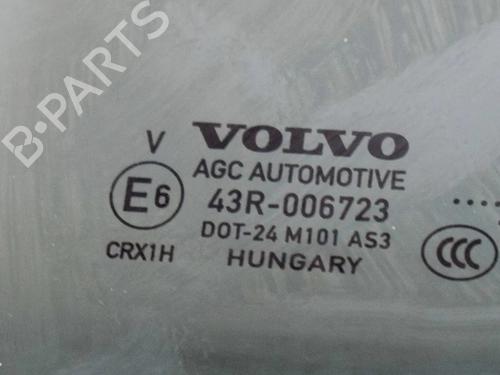 B-PARTS
V VOLVO
AGC AUTOMOTIVE
E6 43R-006723
DOT-24 M101 AS3
CRX1H HUNGARY
CCC